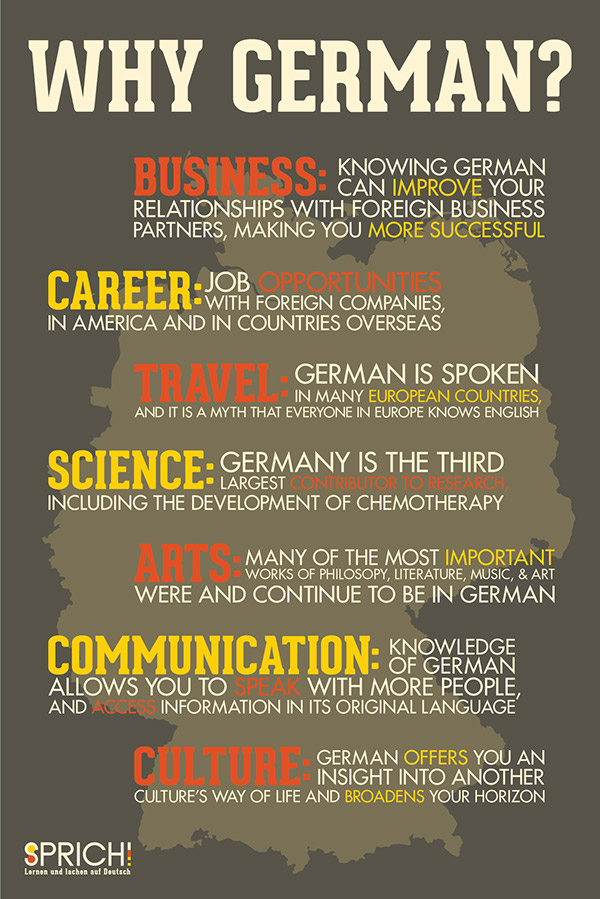 WHY GERMAN?
BUSINESS: KNOWING GERMAN
CAN IMPROVE YOUR
RELATIONSHIPS WITH FOREIGN BUSINESS
PARTNERS, MAKING YOU MORE SUCCESSFUL
CAREER: JOB OPPORTUNITIES
WITH FOREIGN COMPANIES,
IN AMERICA AND IN COUNTRIES OVERSEAS
TRAVEL: GERMAN IS SPOKEN
IN MANY EUROPEAN COUNTRIES,
AND IT IS A MYTH THAT EVERYONE IN EUROPE KNOWS ENGLISH
SCIENCE: GERMANY IS THE THIRD
LARGEST CONTRIBUTOR TO RESEARCH,
INCLUDING THE DEVELOPMENT OF CHEMOTHERAPY
ARTS: MANY OF THE MOST IMPORTANT
WORKS OF PHILOSOPY, LITERATURE, MUSIC, & ART
WERE AND CONTINUE TO BE IN GERMAN
COMMUNICATION: KNOWLEDGE
OF GERMAN
ALLOWS YOU TO SPEAK WITH MORE PEOPLE,
AND ACCESS INFORMATION IN ITS ORIGINAL LANGUAGE
CULTURE: GERMAN OFFERS YOU AN
INSIGHT INTO ANOTHER
CULTURE'S WAY OF LIFE AND BROADENS YOUR HORIZON
SPRICH!
Lernen und lachen auf Deutsch